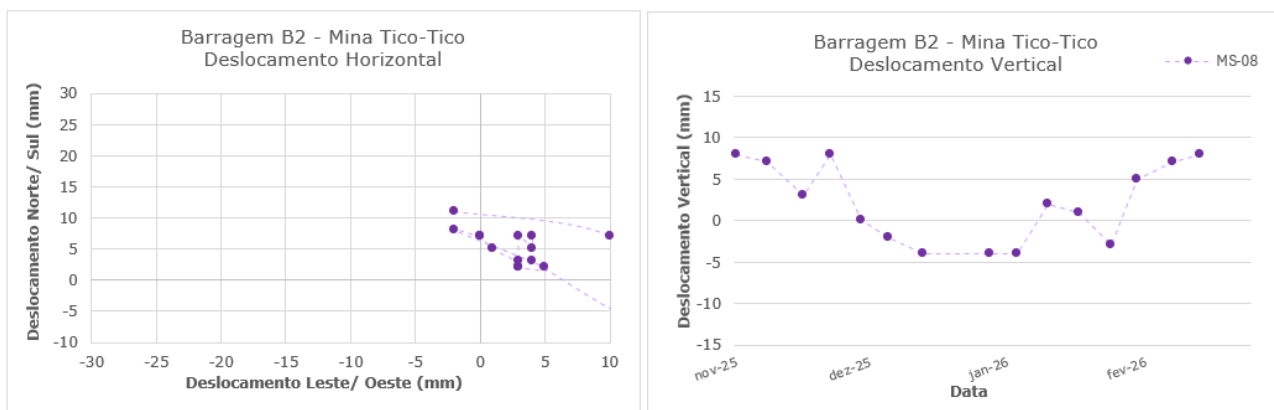 Barragem B2 - Mina Tico-Tico
Deslocamento Horizontal
Deslocamento Norte/ Sul (mm)
30
25
20
15
10
5
0
-5
-10
-30
-25
-20
-15
-10
-5
0
5
10
Deslocamento Leste/ Oeste (mm)
Barragem B2 - Mina Tico-Tico
Deslocamento Vertical
MS-08
Deslocamento Vertical (mm)
15
10
5
0
-5
-10
-15
nov-25
dez-25
jan-26
fev-26
Data